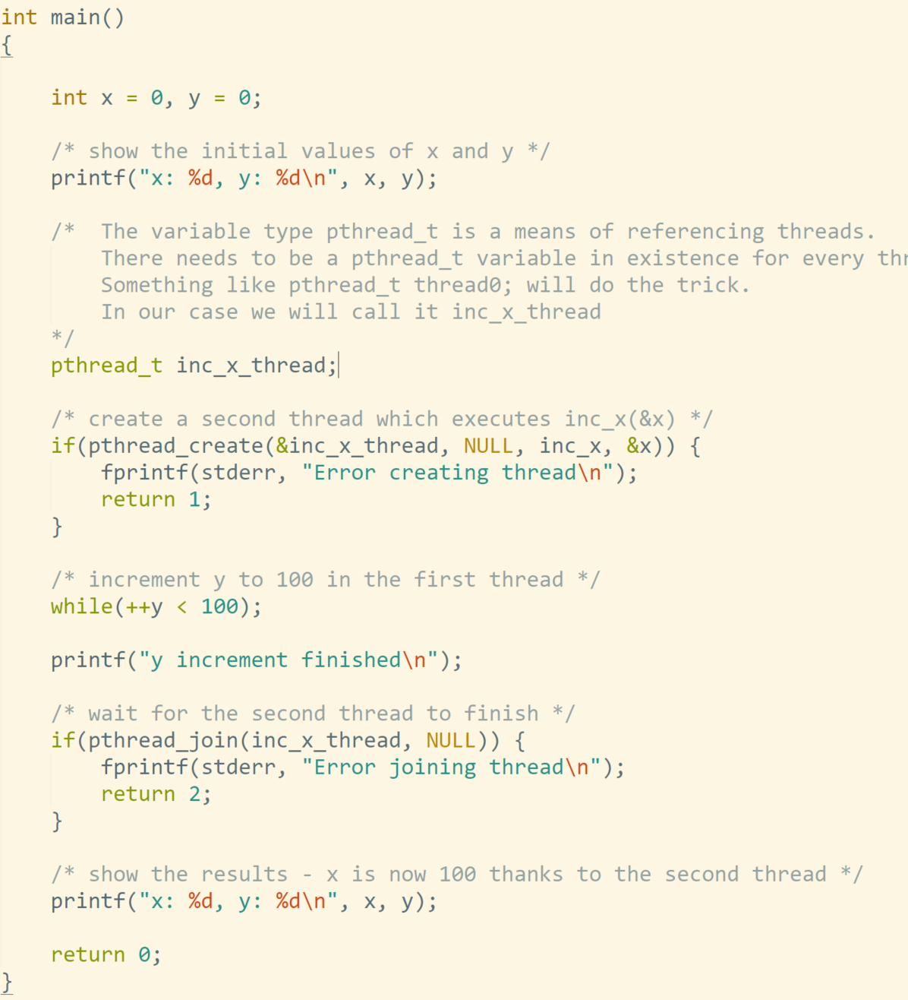 int main()
{
int x = 0, y = 0;
/* show the initial values of x and y */
printf("x: %d, y: %d\n", x, y);
/*  The variable type pthread_t is a means of referencing threads.
There needs to be a pthread_t variable in existence for every
Something like pthread_t thread0; will do the trick.
In our case we will call it inc_x_thread
*/
pthread_t inc_x_thread;
/* create a second thread which executes inc_x(&x) */
if(pthread_create(&inc_x_thread, NULL, inc_x, &x)) {
fprintf(stderr, "Error creating thread\n");
return 1;
}
/* increment y to 100 in the first thread */
while(++y < 100);
printf("y increment finished\n");
/* wait for the second thread to finish */
if(pthread_join(inc_x_thread, NULL)) {
fprintf(stderr, "Error joining thread\n");
return 2;
}
/* show the results - x is now 100 thanks to the second thread */
printf("x: %d, y: %d\n", x, y);
return 0;
}